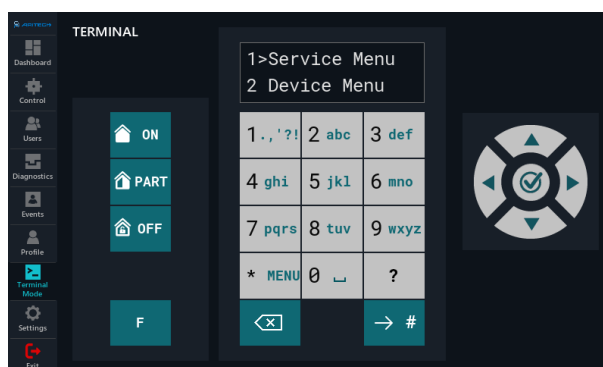 ARITECH
TERMINAL
Dashboard
Control
Users
Diagnostics
Events
Profile
Terminal
Mode
Settings
Exit
1>Service Menu
2 Device Menu
ON
PART
OFF
F
1.,'?! 2 abc 3 def
4 ghi 5 jkl 6 mno
7 pqrs 8 tuv 9 wxyz
* MENU 0 ␣ ?
→ #